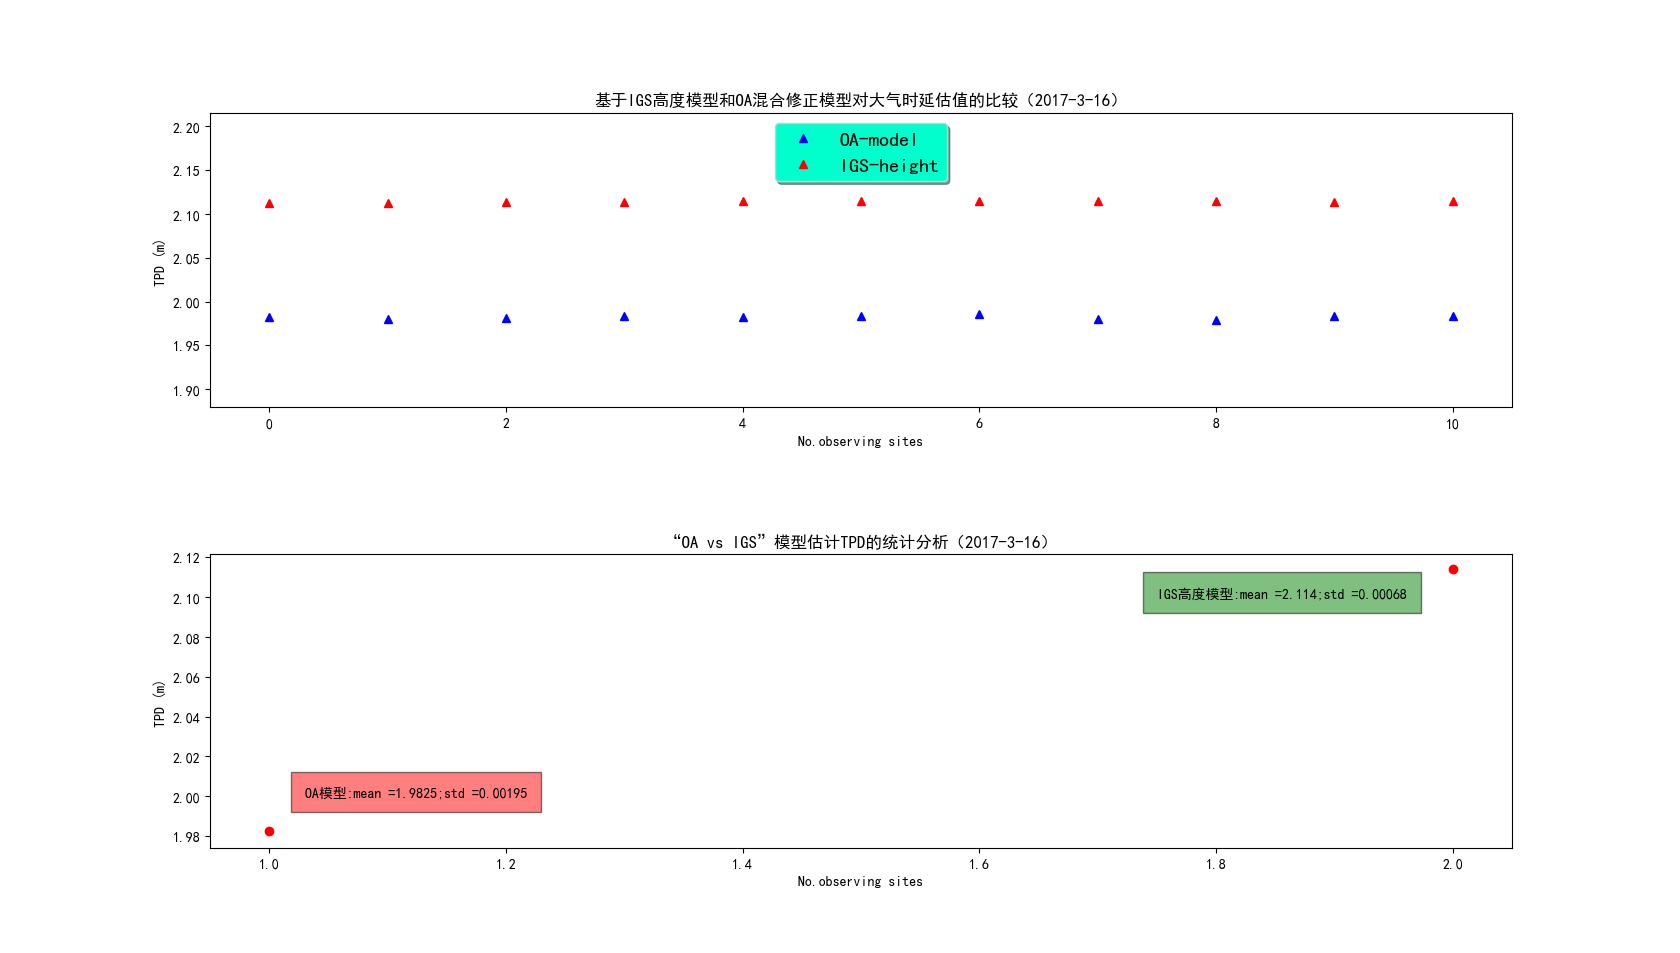 基于IGS高度模型和OA混合修正模型对大气时延估值的比较（2017-3-16）
OA-model
IGS-height
2.20
2.15
2.10
2.05
2.00
1.95
1.90
TPD (m)
0 2 4 6 8 10
No.observing sites
“OA vs IGS”模型估计TPD的统计分析（2017-3-16）
2.12
2.10
2.08
2.06
2.04
2.02
2.00
1.98
TPD (m)
IGS高度模型:mean =2.114;std =0.00068
OA模型:mean =1.9825;std =0.00195
1.0 1.2 1.4 1.6 1.8 2.0
No.observing sites